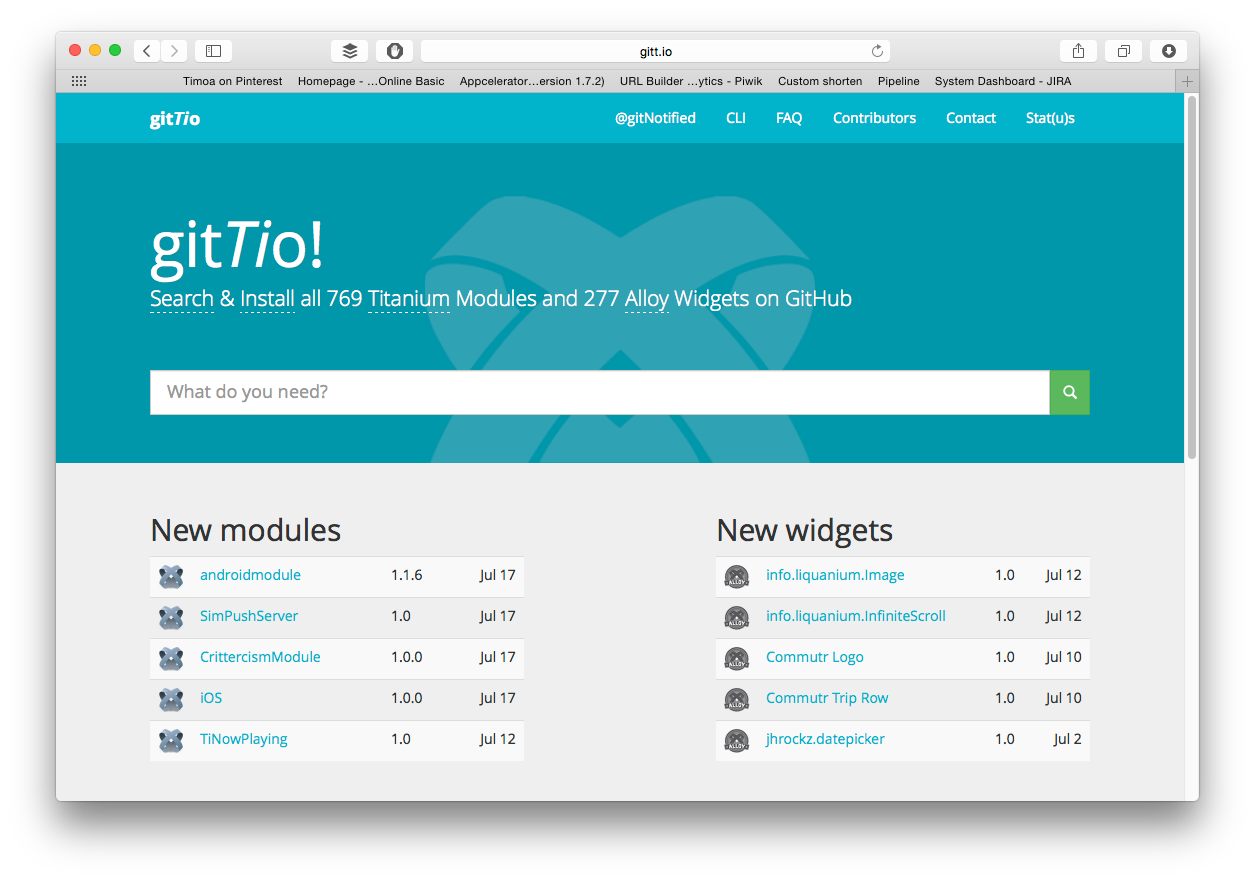 gitt.io
Timoa on Pinterest Homepage - ...Online Basic Appcelerator...ersion 1.7.2) URL Builder ...ytics - Piwik Custom shorten Pipeline System Dashboard - JIRA
gitTio @gitNotified CLI FAQ Contributors Contact Stat(u)s
gitTio!
Search & Install all 769 Titanium Modules and 277 Alloy Widgets on GitHub
What do you need?
New modules
androidmodule 1.1.6 Jul 17
SimPushServer 1.0 Jul 17
CrittercismModule 1.0.0 Jul 17
iOS 1.0.0 Jul 17
TiNowPlaying 1.0 Jul 12
New widgets
ALLOY info.liquanium.Image 1.0 Jul 12
ALLOY info.liquanium.InfiniteScroll 1.0 Jul 12
ALLOY Commutr Logo 1.0 Jul 10
ALLOY Commutr Trip Row 1.0 Jul 10
ALLOY jhrockz.datepicker 1.0 Jul 2